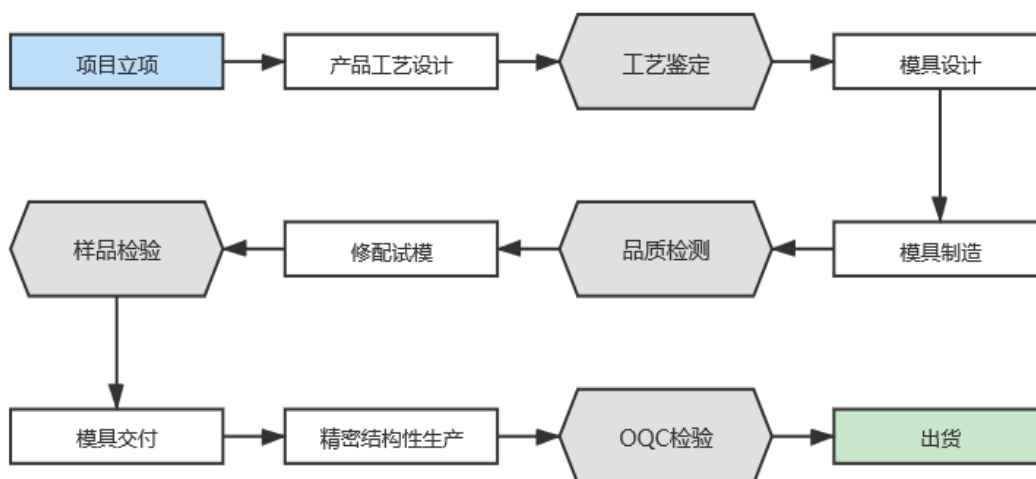 项目立项
产品工艺设计
工艺鉴定
模具设计
模具制造
品质检测
修配试模
样品检验
模具交付
精密结构性生产
OQC检验
出货